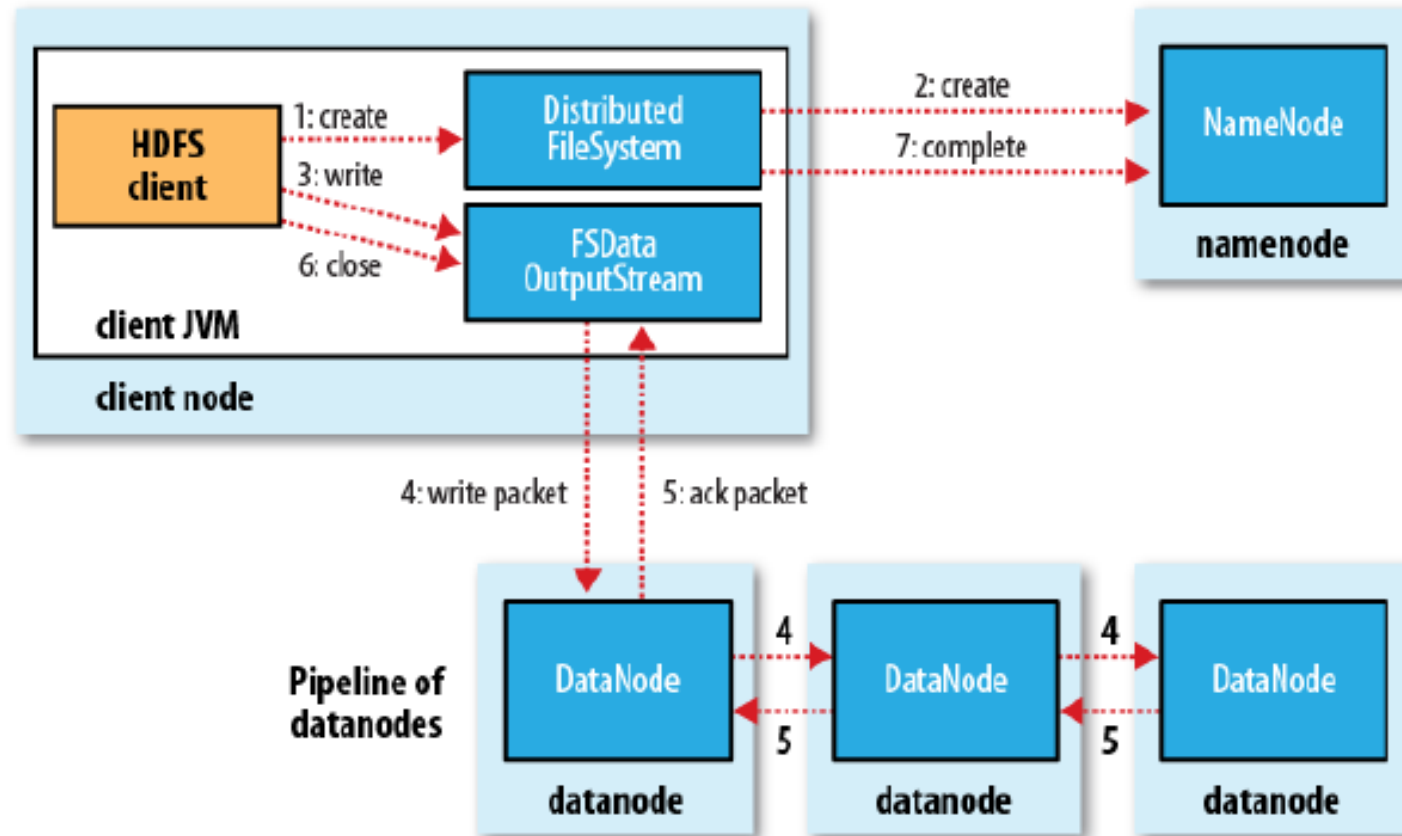 HDFS
client
1: create
3: write
6: close
Distributed
FileSystem
FSData
OutputStream
client JVM
client node
2: create
7: complete
NameNode
namenode
4: write packet
5: ack packet
Pipeline of
datanodes
DataNode
datanode
4
5
DataNode
datanode
4
5
DataNode
datanode